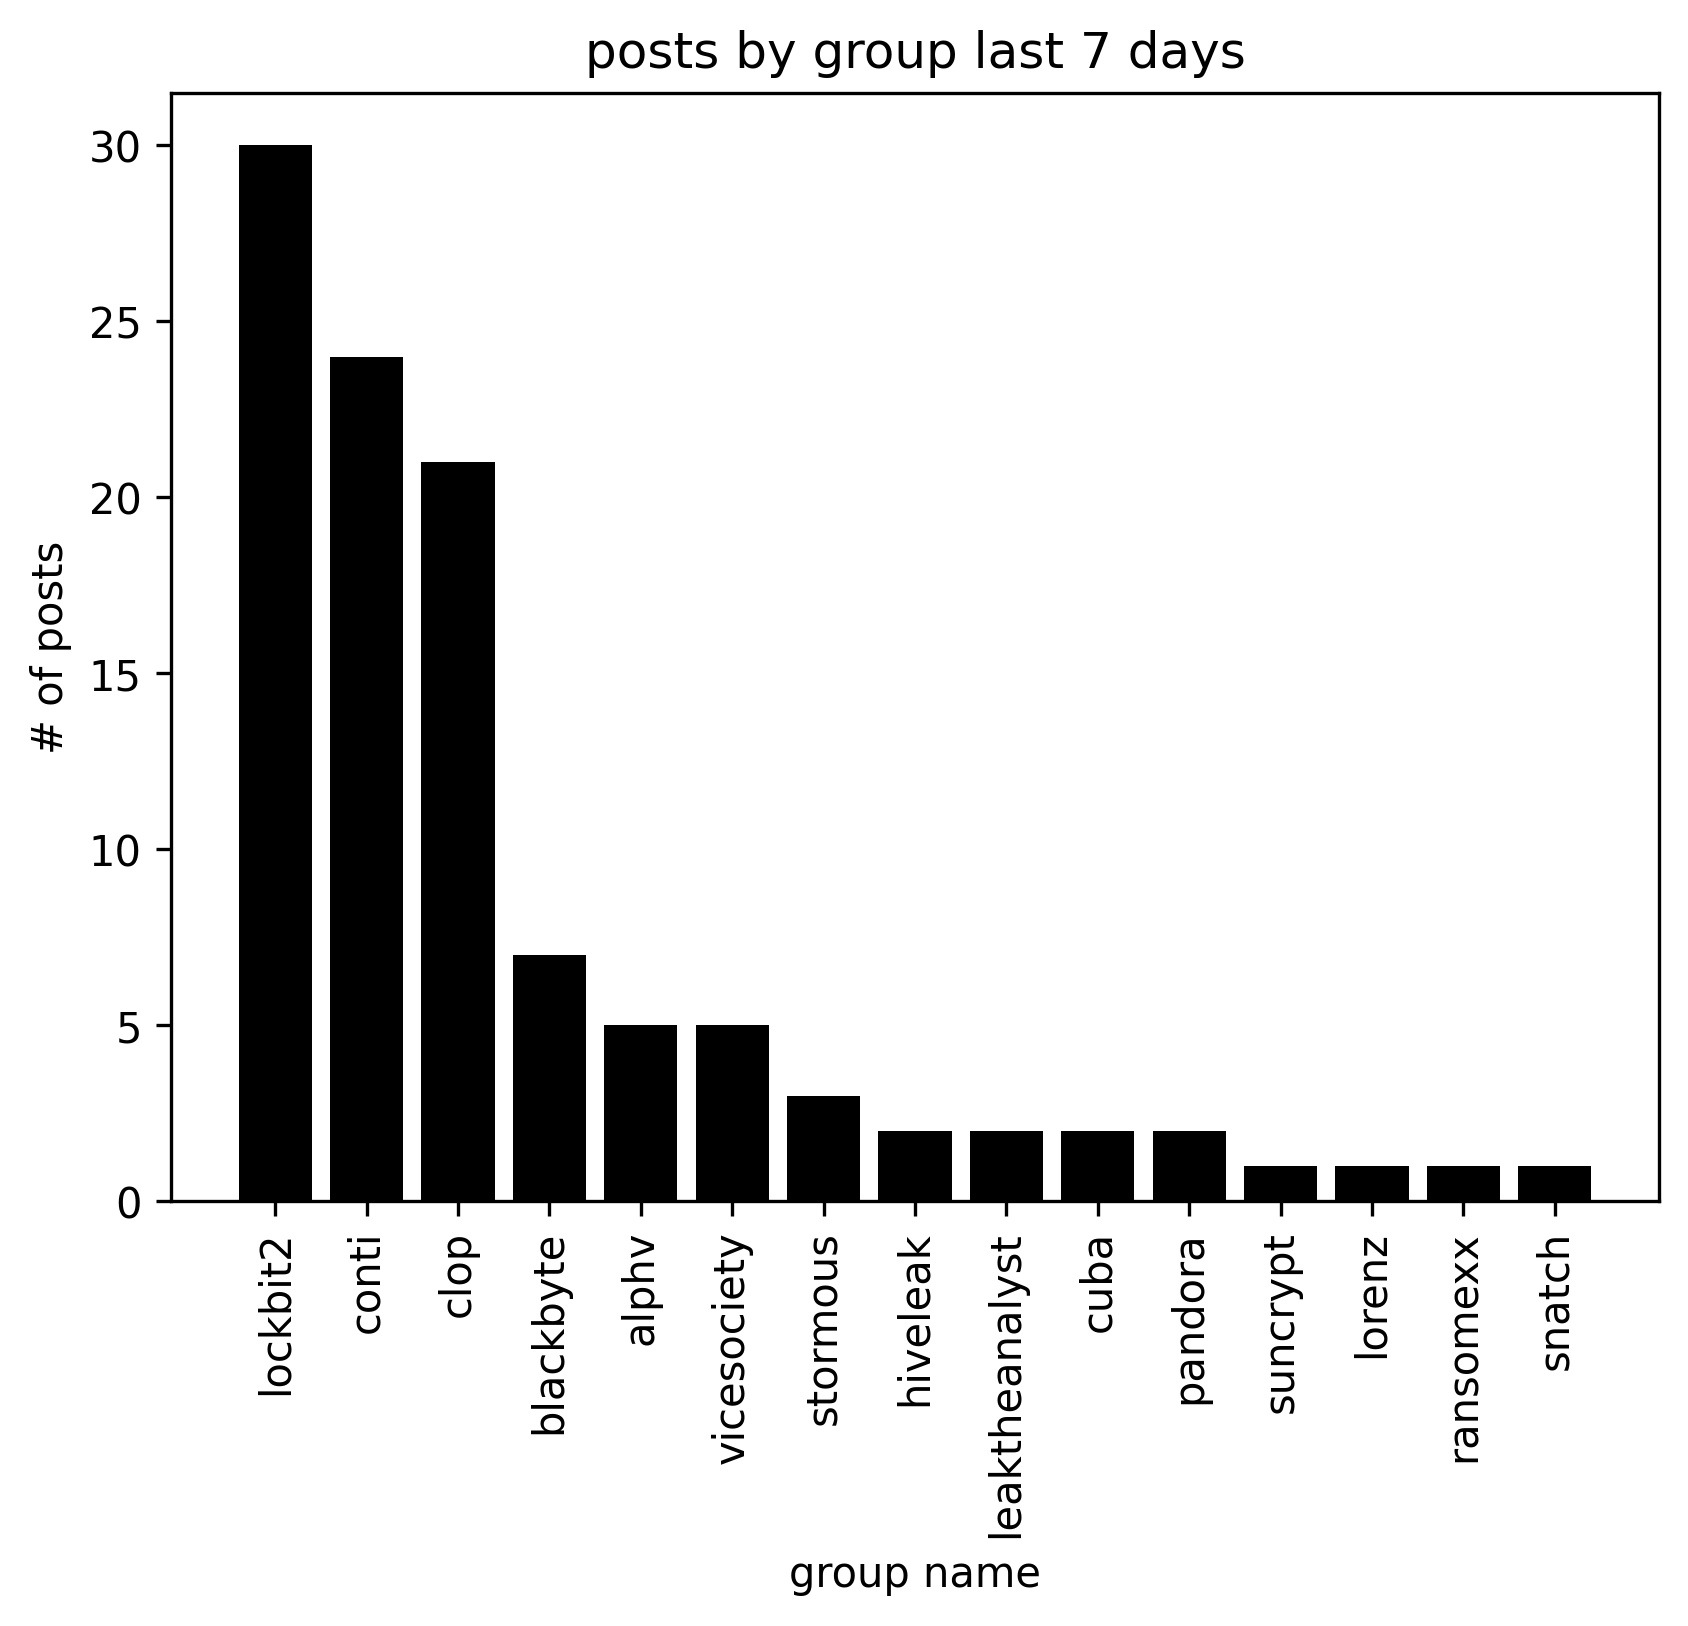 posts by group last 7 days
30
25
20
15
10
5
0
# of posts
lockbit2
conti
clop
blackbyte
alphv
vicesociety
stormous
hiveleak
leaktheanalyst
cuba
pandora
suncrypt
lorenz
ransomexx
snatch
group name